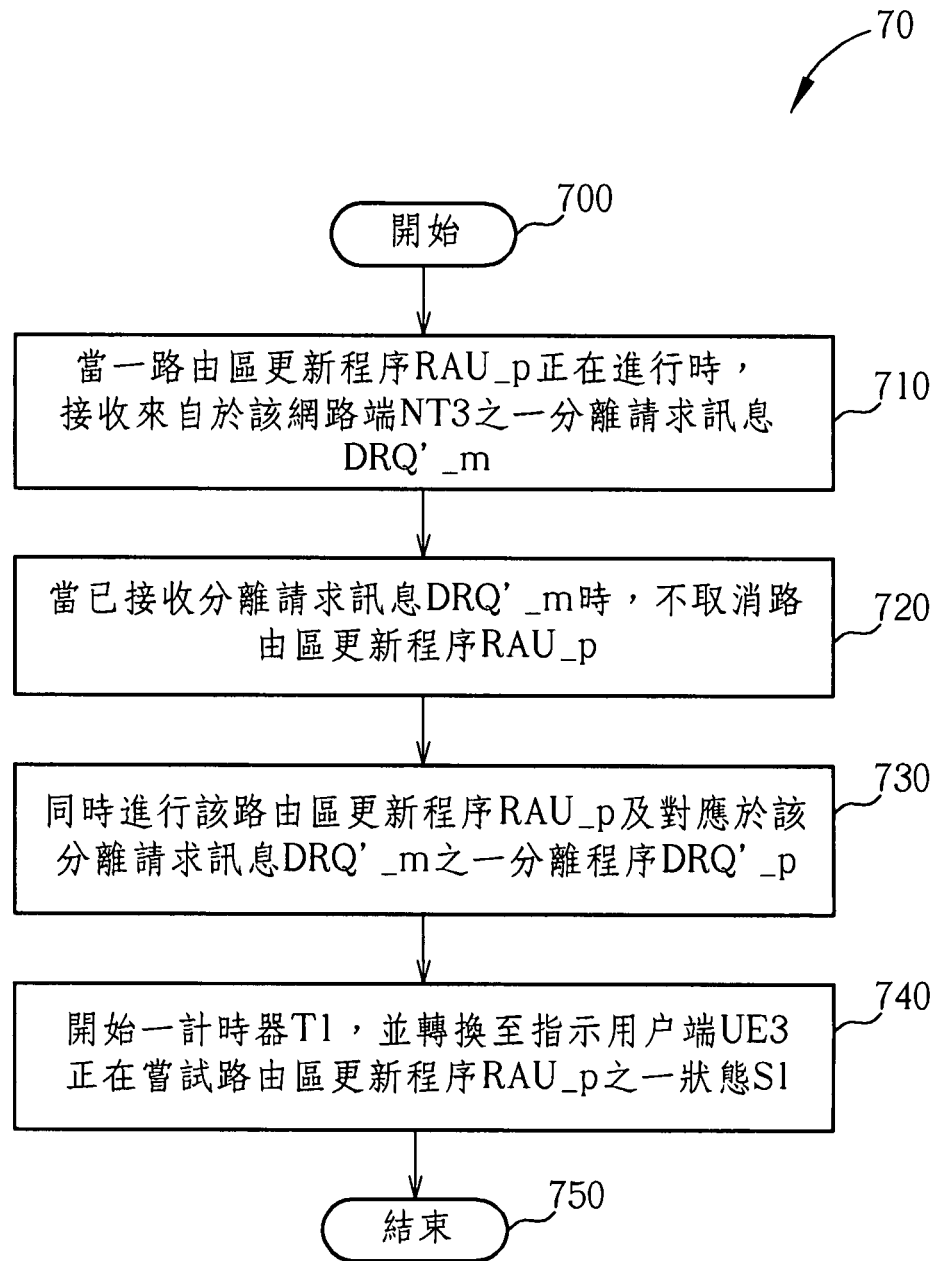 70
開始
700
當一路由區更新程序RAU_p正在進行時，
接收來自於該網路端NT3之一分離請求訊息
DRQ’_m
710
當已接收分離請求訊息DRQ’_m時，不取消路
由區更新程序RAU_p
720
同時進行該路由區更新程序RAU_p及對應於該
分離請求訊息DRQ’_m之一分離程序DRQ’_p
730
開始一計時器T1，並轉換至指示用户端UE3
正在嘗試路由區更新程序RAU_p之一狀態S1
740
結束
750